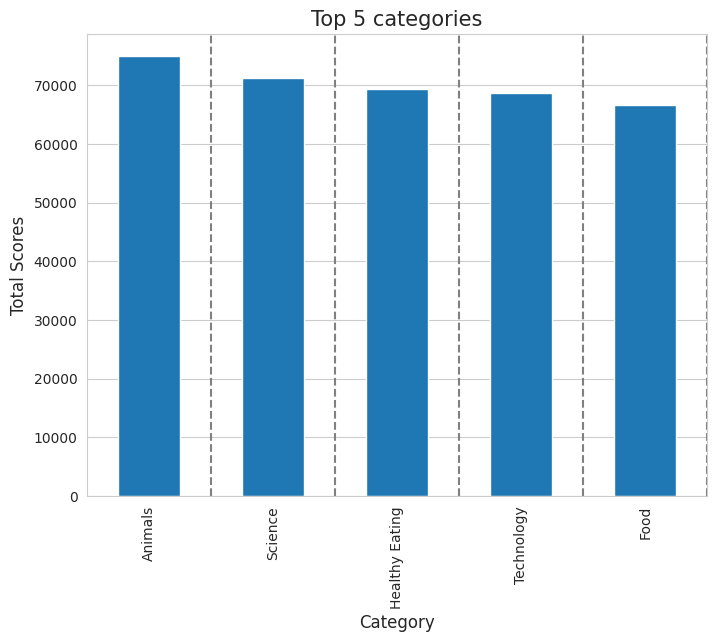 Top 5 categories
Total Scores
70000
60000
50000
40000
30000
20000
10000
0
Animals
Science
Healthy Eating
Technology
Food
Category